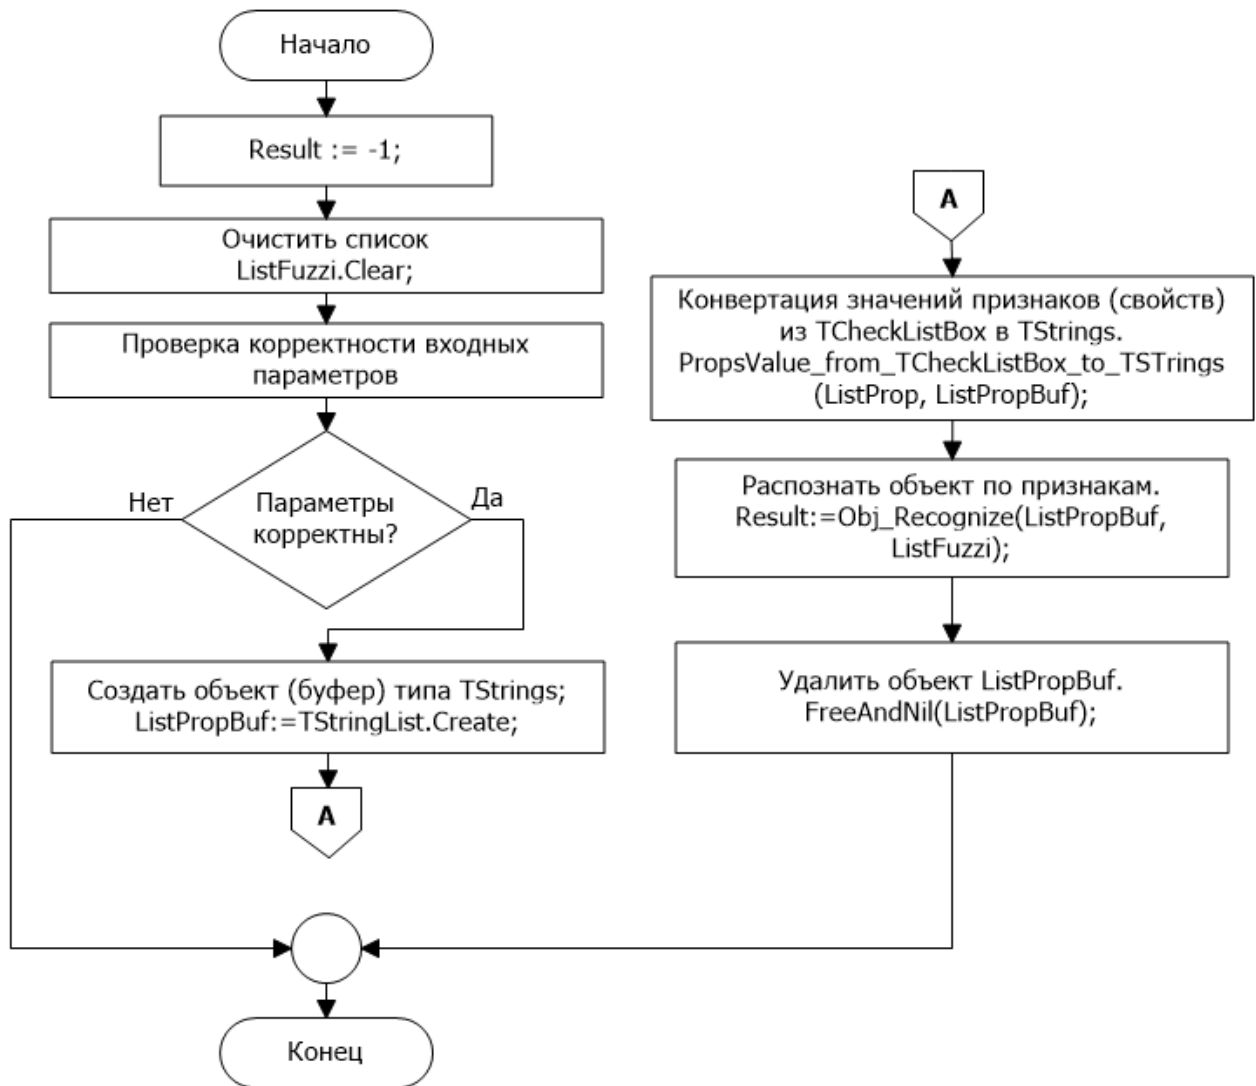 Начало
Result := -1;
Очистить список
ListFuzzi.Clear;
Проверка корректности входных
параметров
Нет
Параметры
корректны?
Да
Создать объект (буфер) типа TStrings;
ListPropBuf:=TStringList.Create;
A
A
Конвертация значений признаков (свойств)
из TCheckListBox в TStrings.
PropsValue_from_TCheckListBox_to_TSTrings
(ListProp, ListPropBuf);
Распознать объект по признакам.
Result:=Obj_Recognize(ListPropBuf,
ListFuzzi);
Удалить объект ListPropBuf.
FreeAndNil(ListPropBuf);
Конец